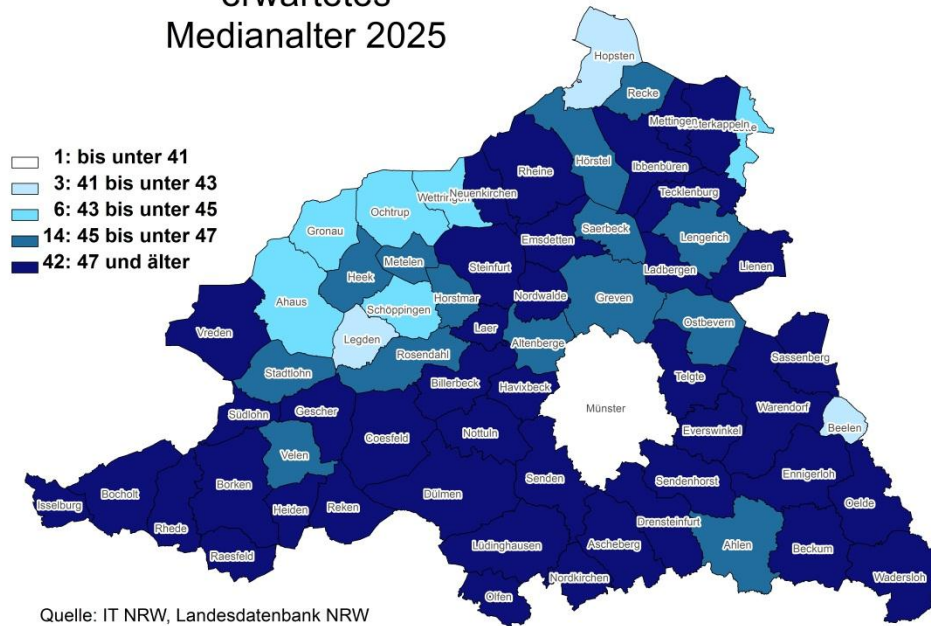 erwartetes
Medianalter 2025
1: bis unter 41
3: 41 bis unter 43
6: 43 bis unter 45
14: 45 bis unter 47
42: 47 und älter
Hopsten
Recke
Mettingen
Rheine
Hörstel
Ibbenbüren
Wettringen
Neuenkirchen
Tecklenburg
Ochtrup
Gronau
Saerbeck
Lengerich
Emsdetten
Metelen
Steinfurt
Ladbergen
Lienen
Heek
Ahaus
Schöppingen
Horstmar
Nordwalde
Greven
Vreden
Legden
Laer
Altenberge
Ostbevern
Rosendahl
Sassenberg
Stadtlohn
Billerbeck
Havixbeck
Telgte
Münster
Warendorf
Südlohn
Gescher
Coesfeld
Nottuln
Everswinkel
Beelen
Velen
Ennigerloh
Borken
Senden
Sendenhorst
Bocholt
Dülmen
Oelde
Isselburg
Heiden
Reken
Rhede
Drensteinfurt
Lüdinghausen
Ascheberg
Ahlen
Beckum
Raesfeld
Nordkirchen
Wadersloh
Olfen
Quelle: IT NRW, Landesdatenbank NRW